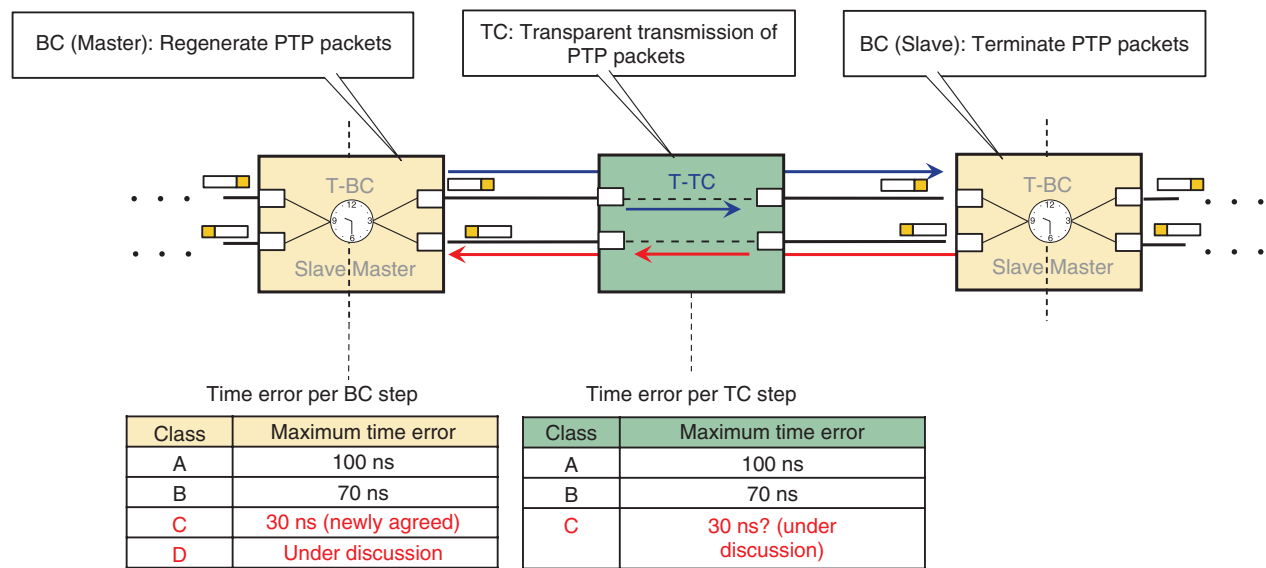 BC (Master): Regenerate PTP packets
TC: Transparent transmission of
PTP packets
BC (Slave): Terminate PTP packets
T-BC
12
9
3
6
Slave Master
T-TC
T-BC
12
9
3
6
Slave Master
Time error per BC step
Class Maximum time error
A 100 ns
B 70 ns
C 30 ns (newly agreed)
D Under discussion
Time error per TC step
Class Maximum time error
A 100 ns
B 70 ns
C 30 ns? (under
discussion)